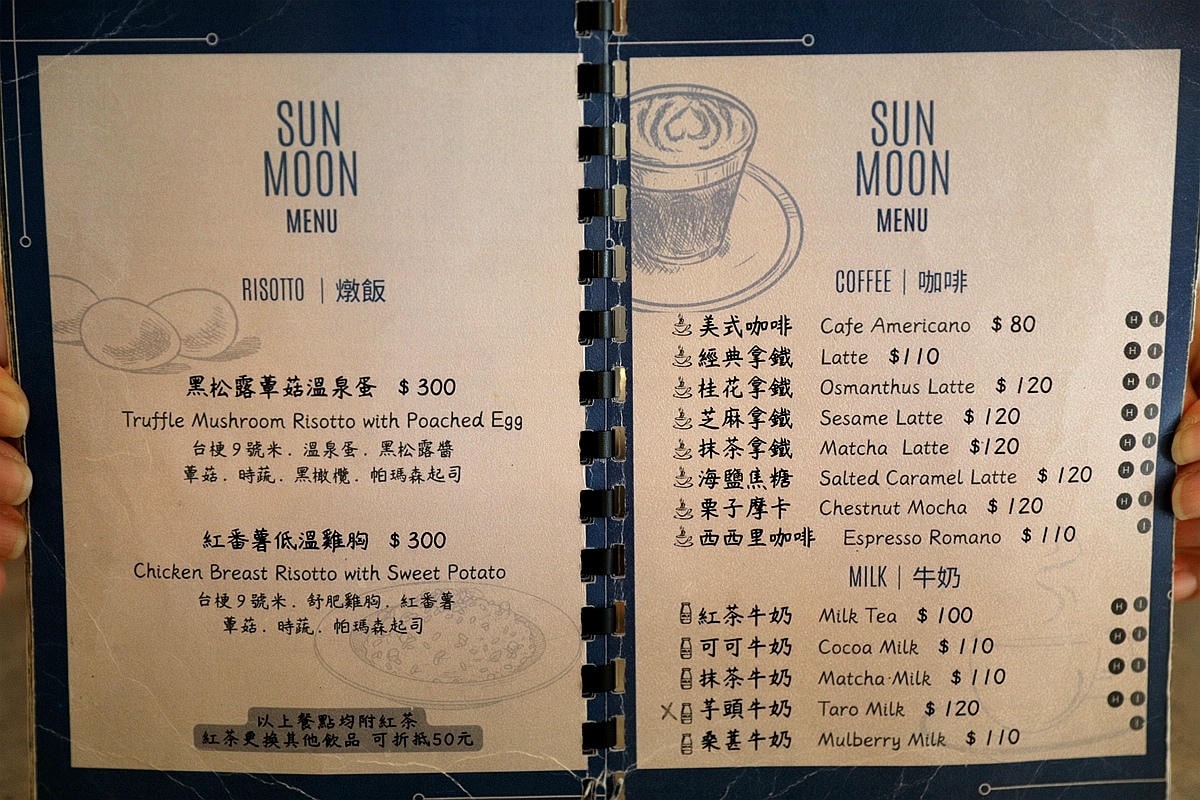 SUN
MOON
MENU
RISOTTO | 燉飯
黑松露蕈菇溫泉蛋 $300
Truffle Mushroom Risotto with Poached Egg
台梗9號米．溫泉蛋．黑松露醬
蕈菇．時蔬．黑橄欖．帕瑪森起司
紅番薯低溫雞胸 $300
Chicken Breast Risotto with Sweet Potato
台梗9號米．舒肥雞胸．紅番薯
蕈菇．時蔬．帕瑪森起司
以上餐點均附紅茶
紅茶更換其他飲品 可折抵50元
SUN
MOON
MENU
COFFEE | 咖啡
美式咖啡 Cafe Americano $80 H I
經典拿鐵 Latte $110 H I
桂花拿鐵 Osmanthus Latte $120 H I
芝麻拿鐵 Sesame Latte $120 H I
抹茶拿鐵 Matcha Latte $120 H I
海鹽焦糖 Salted Caramel Latte $120 H I
栗子摩卡 Chestnut Mocha $120 H I
西西里咖啡 Espresso Romano $110 I
MILK | 牛奶
紅茶牛奶 Milk Tea $100 H I
可可牛奶 Cocoa Milk $110 H I
抹茶牛奶 Matcha Milk $110 H I
X 芋頭牛奶 Taro Milk $120 H I
桑葚牛奶 Mulberry Milk $110 I